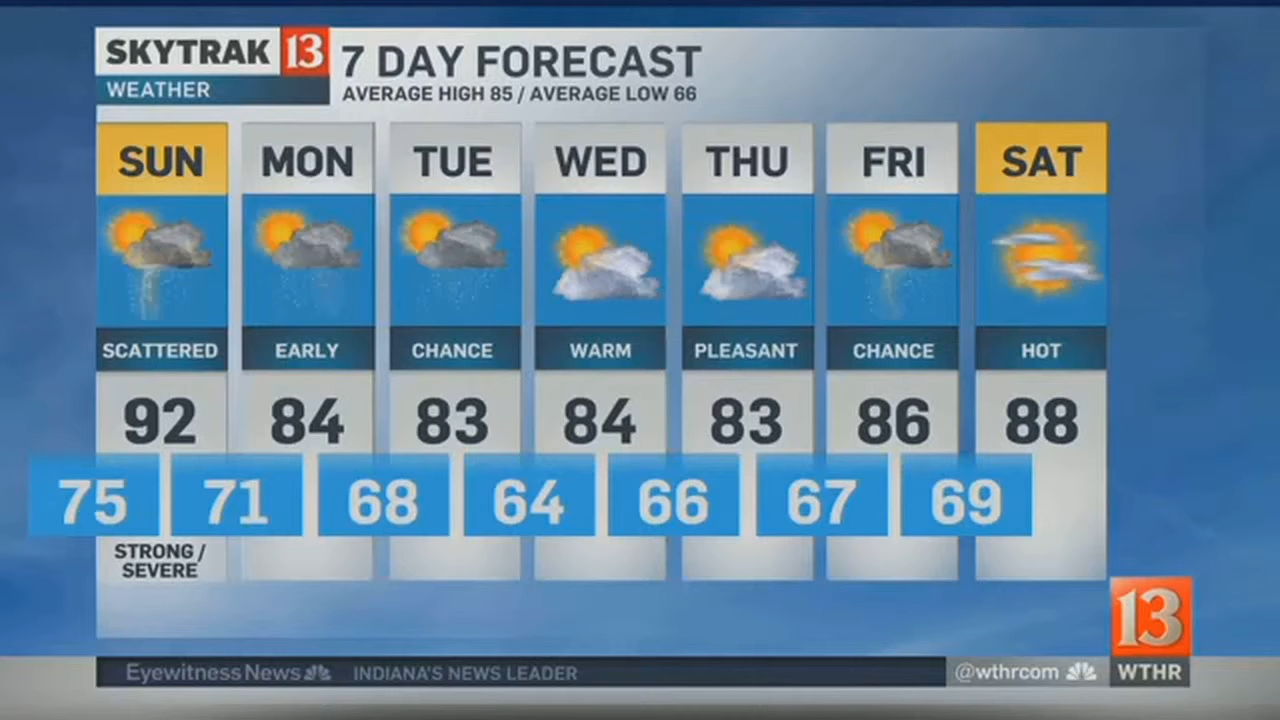 SKYTRAK 13
WEATHER
7 DAY FORECAST
AVERAGE HIGH 85 / AVERAGE LOW 66
SUN MON TUE WED THU FRI SAT
SCATTERED EARLY CHANCE WARM PLEASANT CHANCE HOT
92 84 83 84 83 86 88
75 71 68 64 66 67 69
STRONG /
SEVERE
13
WTHR
Eyewitness News INDIANA'S NEWS LEADER @wthrcom